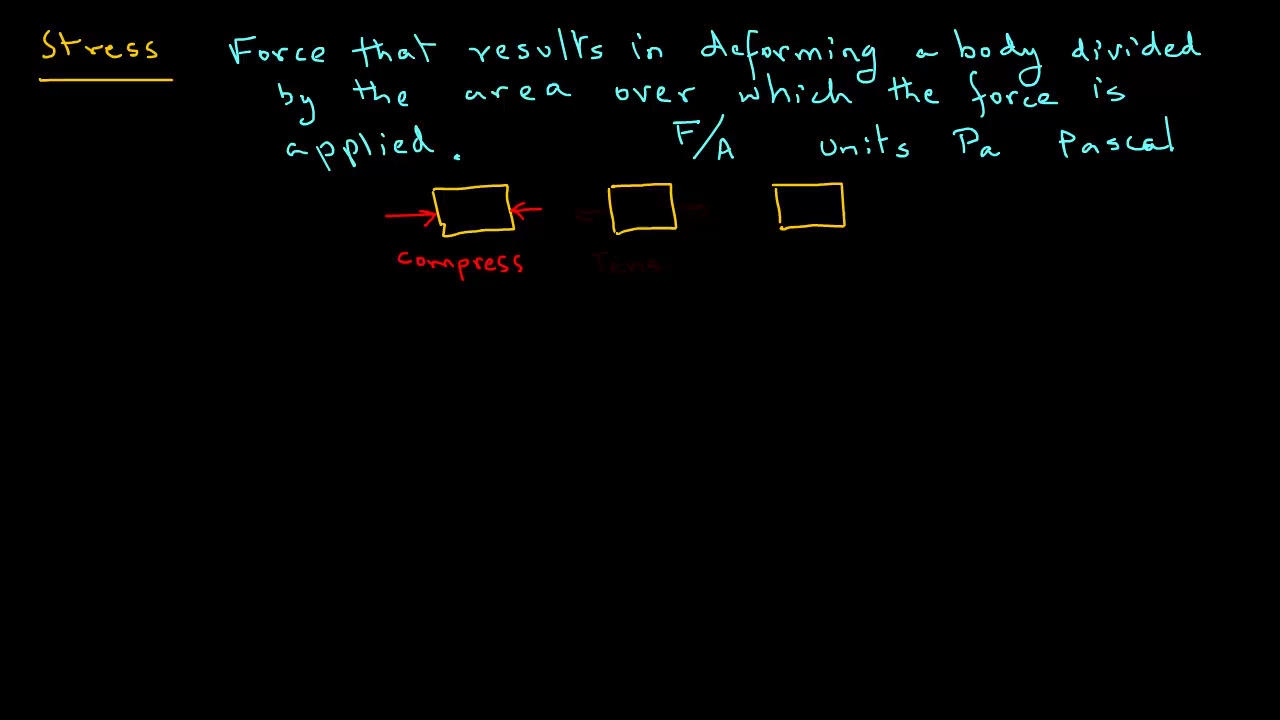 Stress Force that results in deforming a body divided
by the area over which the force is
applied. F/A units Pa Pascal
compress